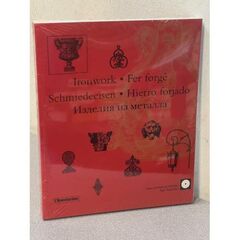 Ironwork • Fer forgé
Schmiedeeisen • Hierro forjado
Изделия из металла